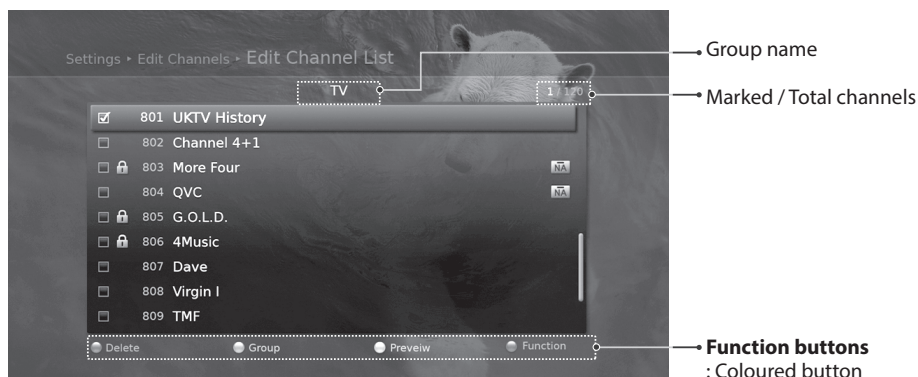 Settings ‣ Edit Channels ‣ Edit Channel List
Group name
TV
1 / 120
Marked / Total channels
801 UKTV History
802 Channel 4+1
803 More Four NA
804 QVC NA
805 G.O.L.D.
806 4Music
807 Dave
808 Virgin I
809 TMF
Delete Group Preveiw Function
Function buttons
: Coloured button